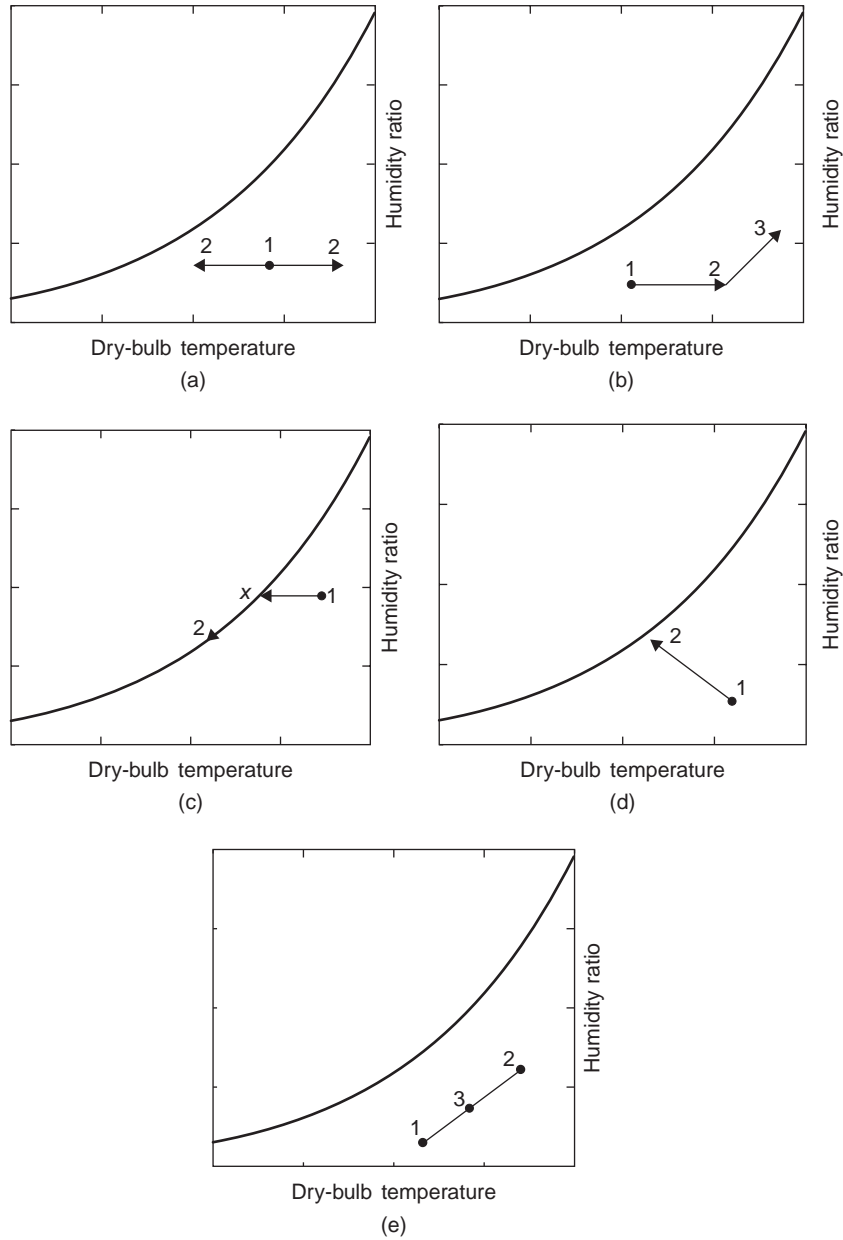 2 1 2
Humidity ratio
Dry-bulb temperature
(a)
1 2 3
Humidity ratio
Dry-bulb temperature
(b)
x 1
2
Humidity ratio
Dry-bulb temperature
(c)
2
1
Humidity ratio
Dry-bulb temperature
(d)
2
3
1
Humidity ratio
Dry-bulb temperature
(e)